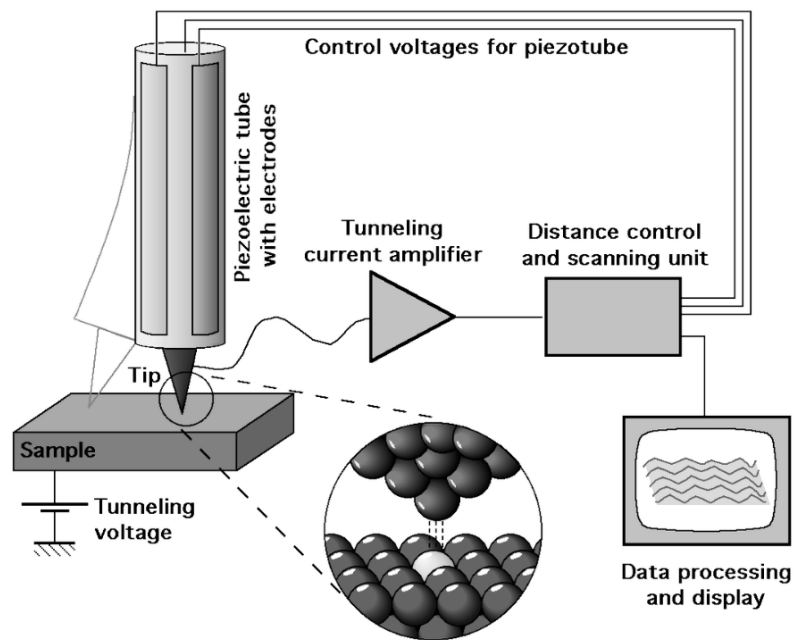 Control voltages for piezotube
Piezoelectric tube
with electrodes
Tunneling
current amplifier
Distance control
and scanning unit
Tip
Sample
Tunneling
voltage
Data processing
and display